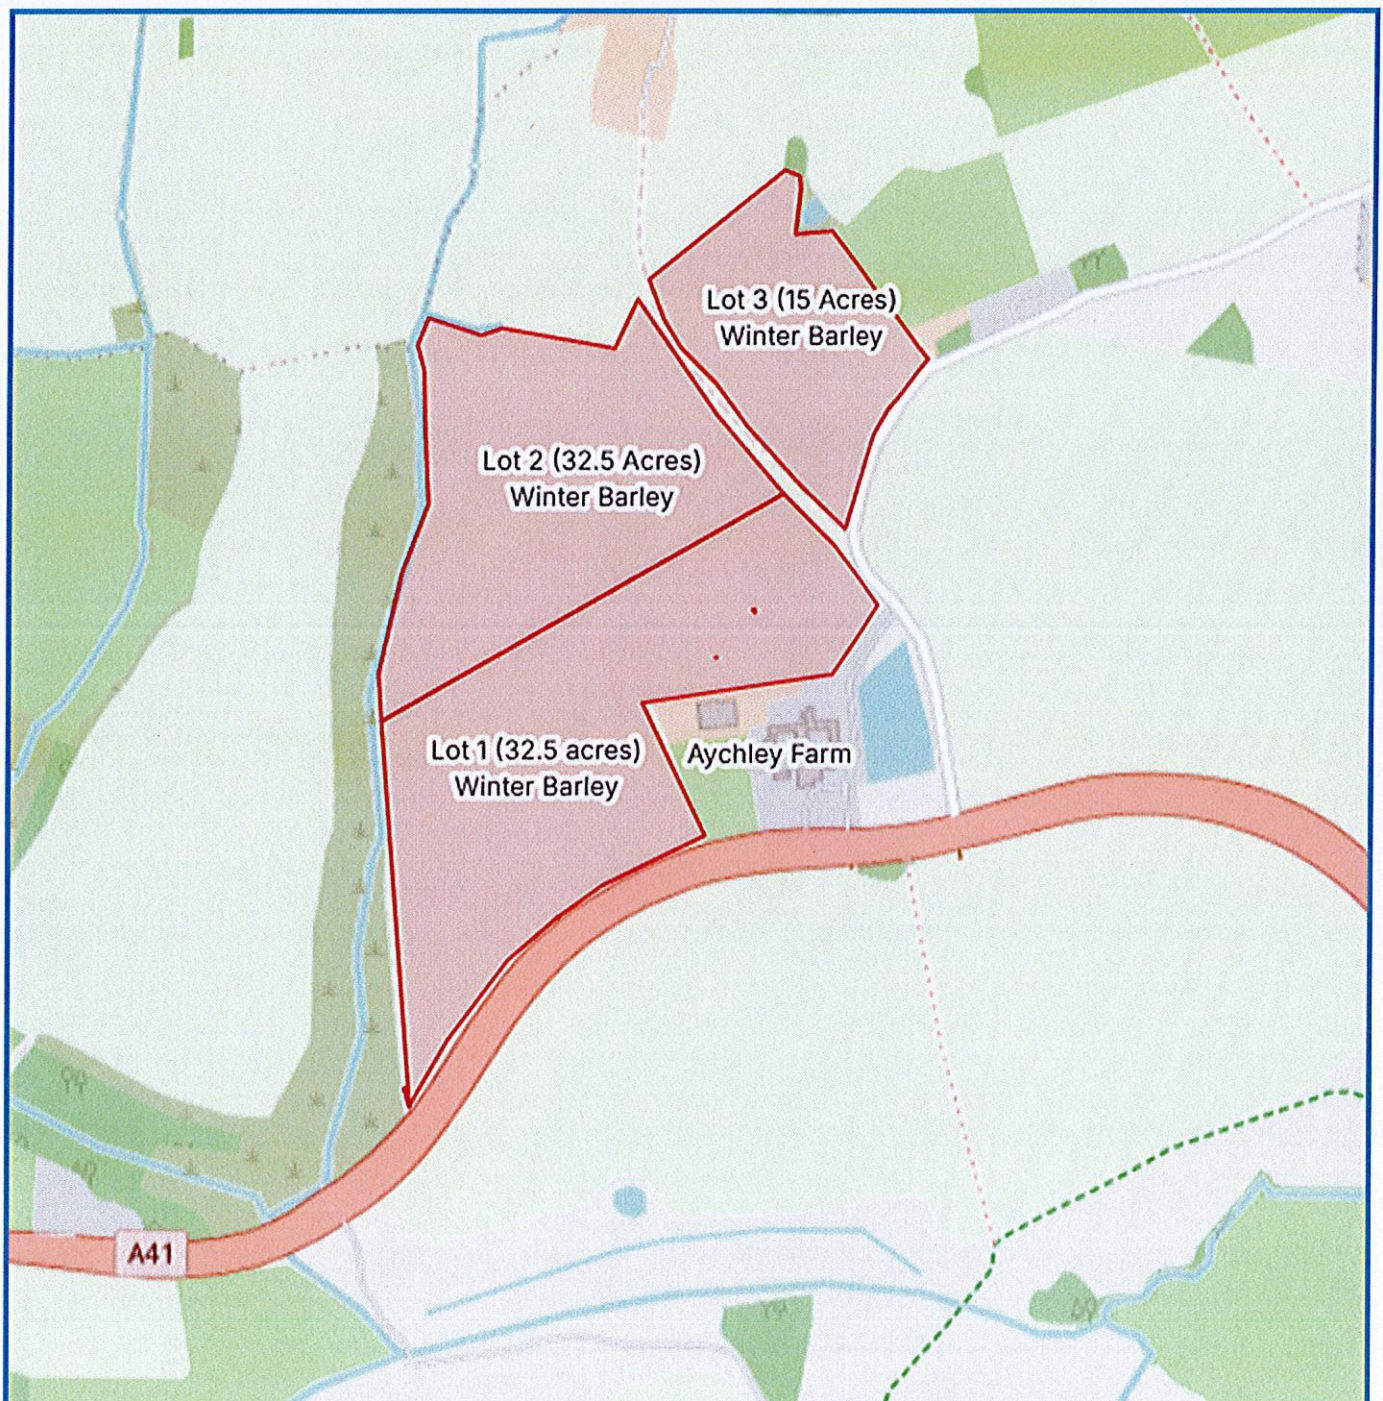 Lot 3 (15 Acres)
Winter Barley
Lot 2 (32.5 Acres)
Winter Barley
Lot 1 (32.5 acres)
Winter Barley
Aychley Farm
A41